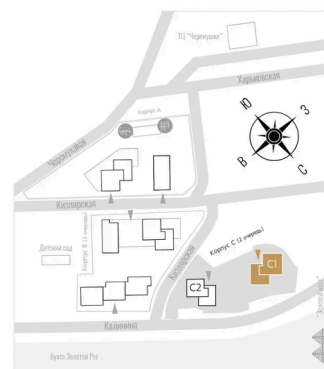 ТЦ "Черемушки"
Харьковская
Корпус А
Черемуховая
Ю
З
В
С
Кизлярская
Корпус В (3 очередь)
Детский сад
Кизлярская
Корпус С (2 очередь)
С1
С2
Калинина
бухта Золотой Рог